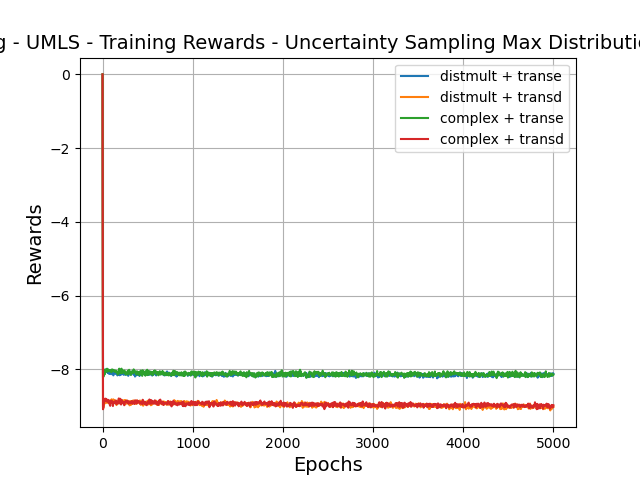 - UMLS - Training Rewards - Uncertainty Sampling Max
distmult + transe
distmult + transd
complex + transe
complex + transd
Rewards
0
−2
−4
−6
−8
0 1000 2000 3000 4000 5000
Epochs